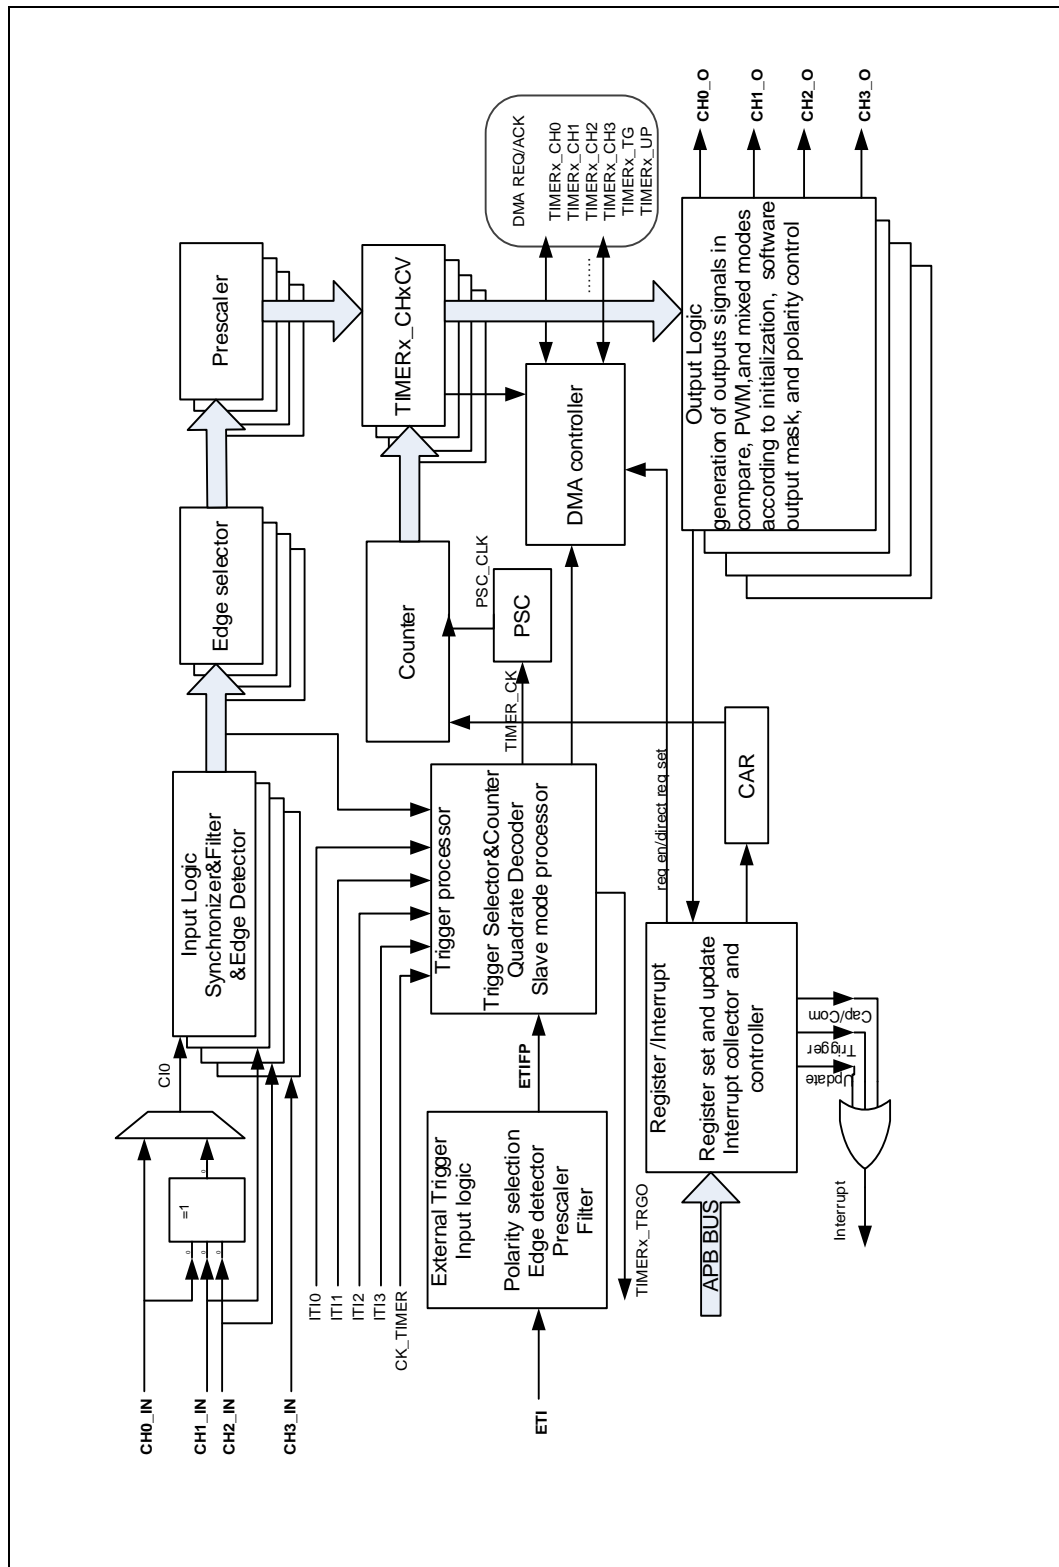 CH0_IN
CH1_IN
CH2_IN
CH3_IN
=1
CI0
Input Logic
Synchronizer&Filter
&Edge Detector
Edge selector
Prescaler
ITI0
ITI1
ITI2
ITI3
CK_TIMER
Trigger processor
Trigger Selector&Counter
Quadrate Decoder
Slave mode processor
Counter
TIMERx_CHxCV
TIMER_CK
PSC_CLK
PSC
DMA controller
DMA REQ/ACK
TIMERx_CH0
TIMERx_CH1
TIMERx_CH2
TIMERx_CH3
TIMERx_TG
TIMERx_UP
........
ETI
External Trigger
Input logic
Polarity selection
Edge detector
Prescaler
Filter
ETIFP
TIMERx_TRGO
APB BUS
Register /Interrupt
Register set and update
Interrupt collector and
controller
req en/direct req set
CAR
Update
Trigger
Cap/Com
Interrupt
Output Logic
generation of outputs signals in
compare, PWM,and mixed modes
according to initialization, software
output mask, and polarity control
CH0_O
CH1_O
CH2_O
CH3_O